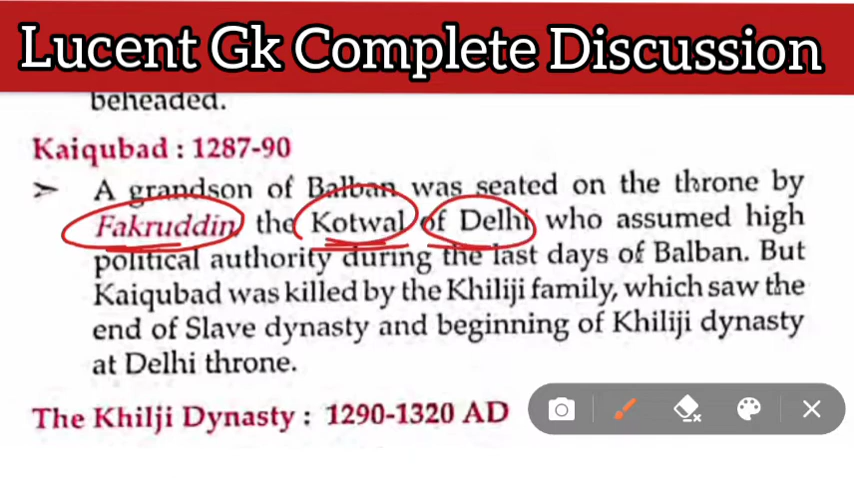 Lucent Gk Complete Discussion
beheaded.
Kaiqubad : 1287-90
➤ A grandson of Balban was seated on the throne by
Fakruddin the Kotwal of Delhi who assumed high
political authority during the last days of Balban. But
Kaiqubad was killed by the Khiliji family, which saw the
end of Slave dynasty and beginning of Khiliji dynasty
at Delhi throne.
The Khilji Dynasty : 1290-1320 AD